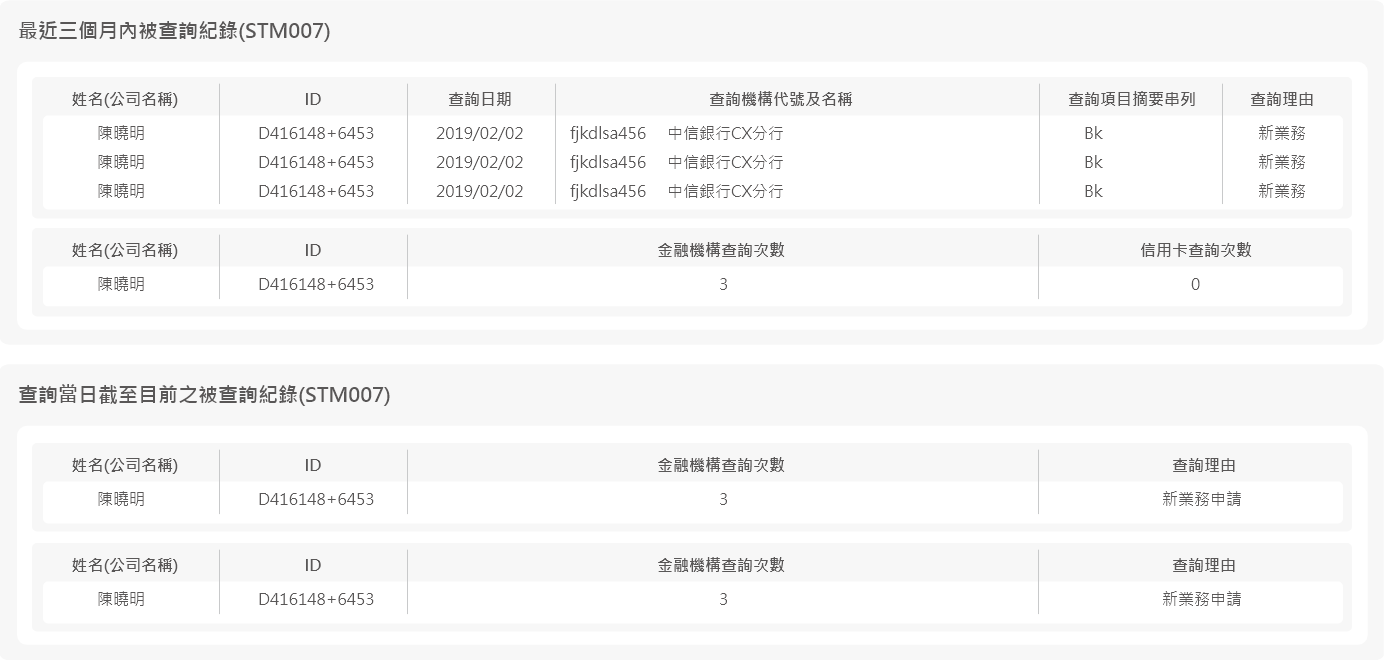 最近三個月內被查詢紀錄(STM007)
姓名(公司名稱) ID 查詢日期 查詢機構代號及名稱 查詢項目摘要串列 查詢理由
陳曉明 D416148+6453 2019/02/02 fjkdlsa456 中信銀行CX分行 Bk 新業務
陳曉明 D416148+6453 2019/02/02 fjkdlsa456 中信銀行CX分行 Bk 新業務
陳曉明 D416148+6453 2019/02/02 fjkdlsa456 中信銀行CX分行 Bk 新業務
姓名(公司名稱) ID 金融機構查詢次數 信用卡查詢次數
陳曉明 D416148+6453 3 0
查詢當日截至目前之被查詢紀錄(STM007)
姓名(公司名稱) ID 金融機構查詢次數 查詢理由
陳曉明 D416148+6453 3 新業務申請
姓名(公司名稱) ID 金融機構查詢次數 查詢理由
陳曉明 D416148+6453 3 新業務申請